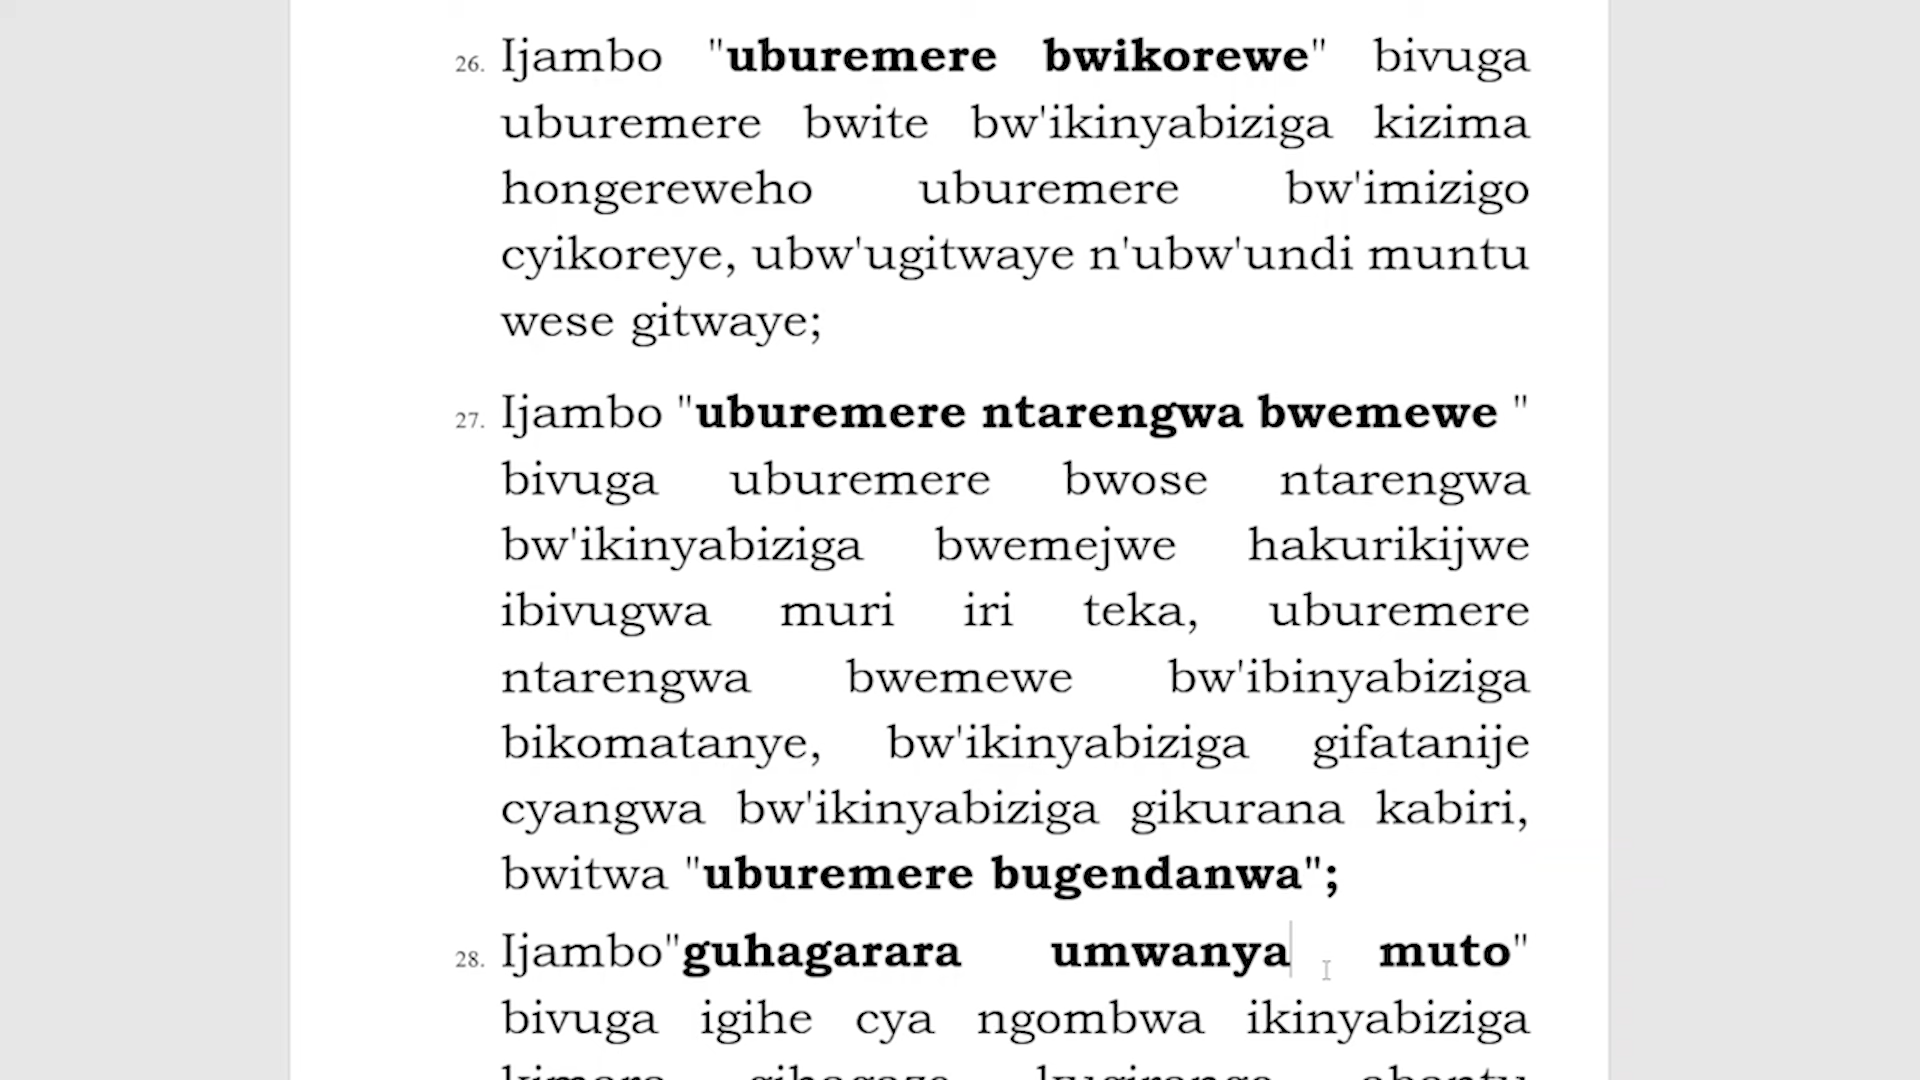 26. Ijambo "uburemere bwikorewe" bivuga
uburemere bwite bw'ikinyabiziga kizima
hongereweho uburemere bw'imizigo
cyikoreye, ubw'ugitwaye n'ubw'undi muntu
wese gitwaye;
27. Ijambo "uburemere ntarengwa bwemewe "
bivuga uburemere bwose ntarengwa
bw'ikinyabiziga bwemejwe hakurikijwe
ibivugwa muri iri teka, uburemere
ntarengwa bwemewe bw'ibinyabiziga
bikomatanye, bw'ikinyabiziga gifatanije
cyangwa bw'ikinyabiziga gikurana kabiri,
bwitwa "uburemere bugendanwa";
28. Ijambo"guhagarara umwanya muto"
bivuga igihe cya ngombwa ikinyabiziga